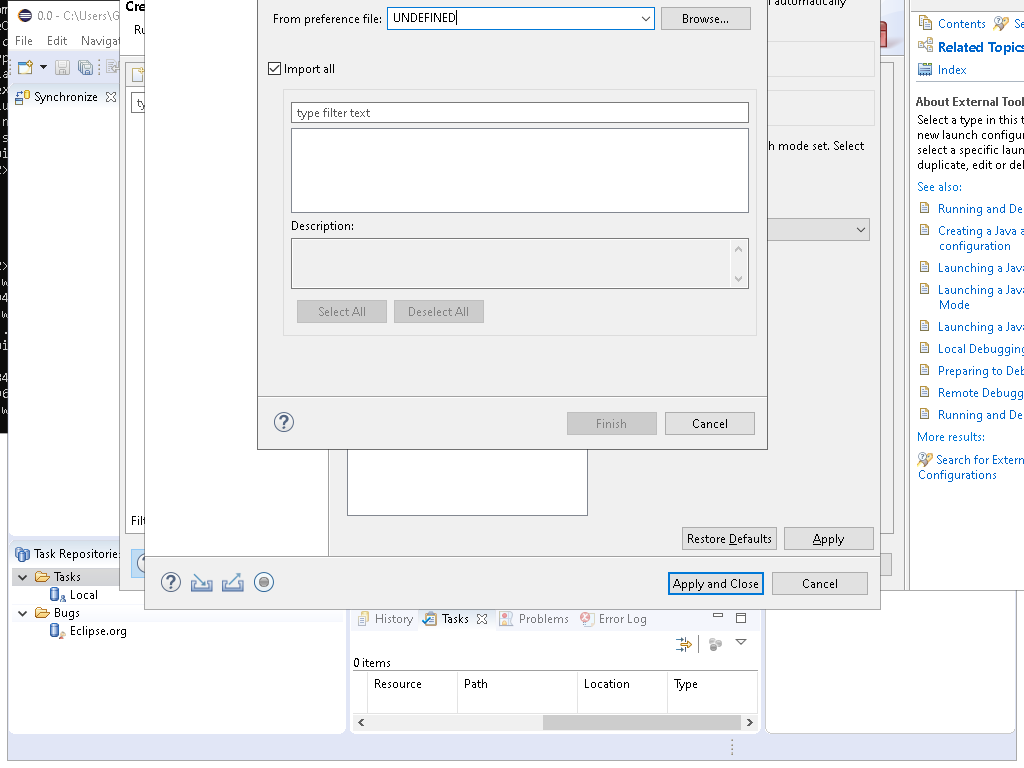 0.0 - C:\Users\G
File Edit Navigat
Synchronize
Cre
Ru
ty
From preference file: UNDEFINED Browse...
Import all
type filter text
Description:
Select All Deselect All
Finish Cancel
automatically
h mode set. Select
Restore Defaults Apply
Apply and Close Cancel
Filt
Contents Se
Related Topics
Index
About External Tool
Select a type in this t
new launch configur
select a specific laun
duplicate, edit or del
See also:
Running and De
Creating a Java a
configuration
Launching a Java
Launching a Java
Mode
Launching a Java
Local Debugging
Preparing to Deb
Remote Debugg
Running and De
More results:
Search for Extern
Configurations
Task Repositorie
Tasks
Local
Bugs
Eclipse.org
History Tasks Problems Error Log
0 items
Resource Path Location Type